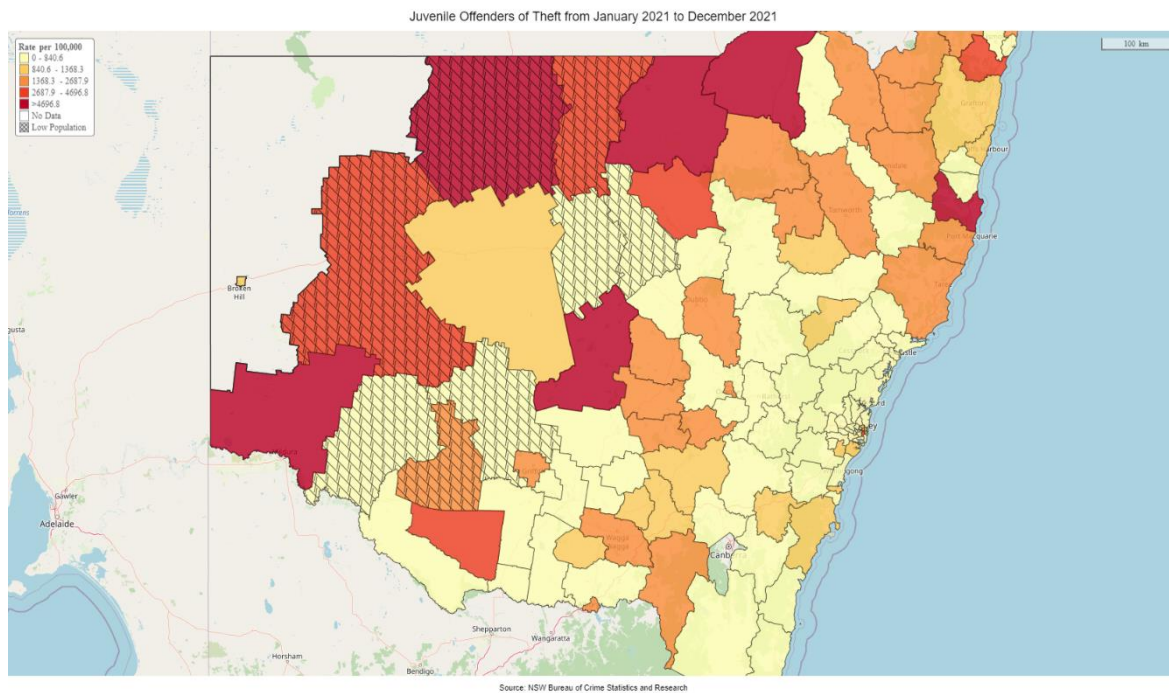 Juvenile Offenders of Theft from January 2021 to December 2021
Rate per 100,000
0 - 840.6
840.6 - 1368.3
1368.3 - 2687.9
2687.9 - 4696.8
>4696.8
No Data
Low Population
100 km
Grafton
Harbour
Tamworth
Port Macquarie
Taree
Broken
Hill
Dubbo
Griffith
Wagga
Wagga
Canberra
Gawler
Adelaide
Shepparton
Wangaratta
Horsham
Bendigo
Source: NSW Bureau of Crime Statistics and Research